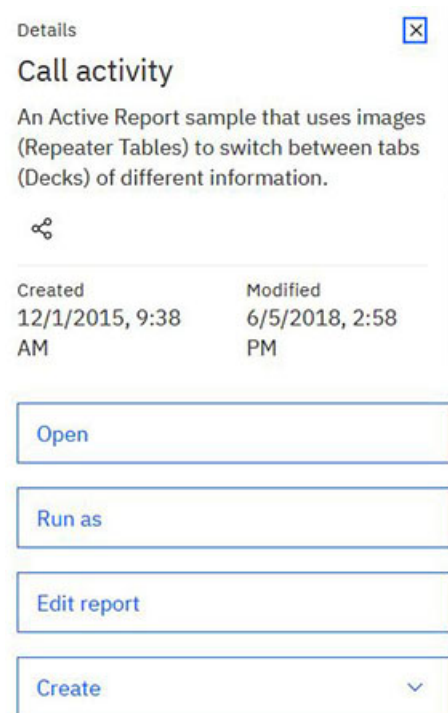 Details
Call activity
An Active Report sample that uses images
(Repeater Tables) to switch between tabs
(Decks) of different information.
Created
12/1/2015, 9:38
AM
Modified
6/5/2018, 2:58
PM
Open
Run as
Edit report
Create